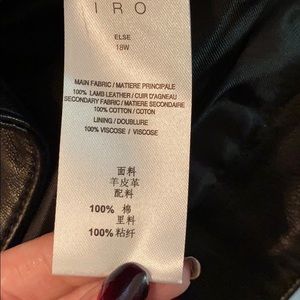 IRO
ELSE
18W
MAIN FABRIC / MATIERE PRINCIPALE
100% LAMB LEATHER / CUIR D'AGNEAU
SECONDARY FABRIC / MATIERE SECONDAIRE
100% COTTON / COTON
LINING / DOUBLURE
100% VISCOSE / VISCOSE
面料
羊皮革
配料
100% 棉
里料
100% 粘纤